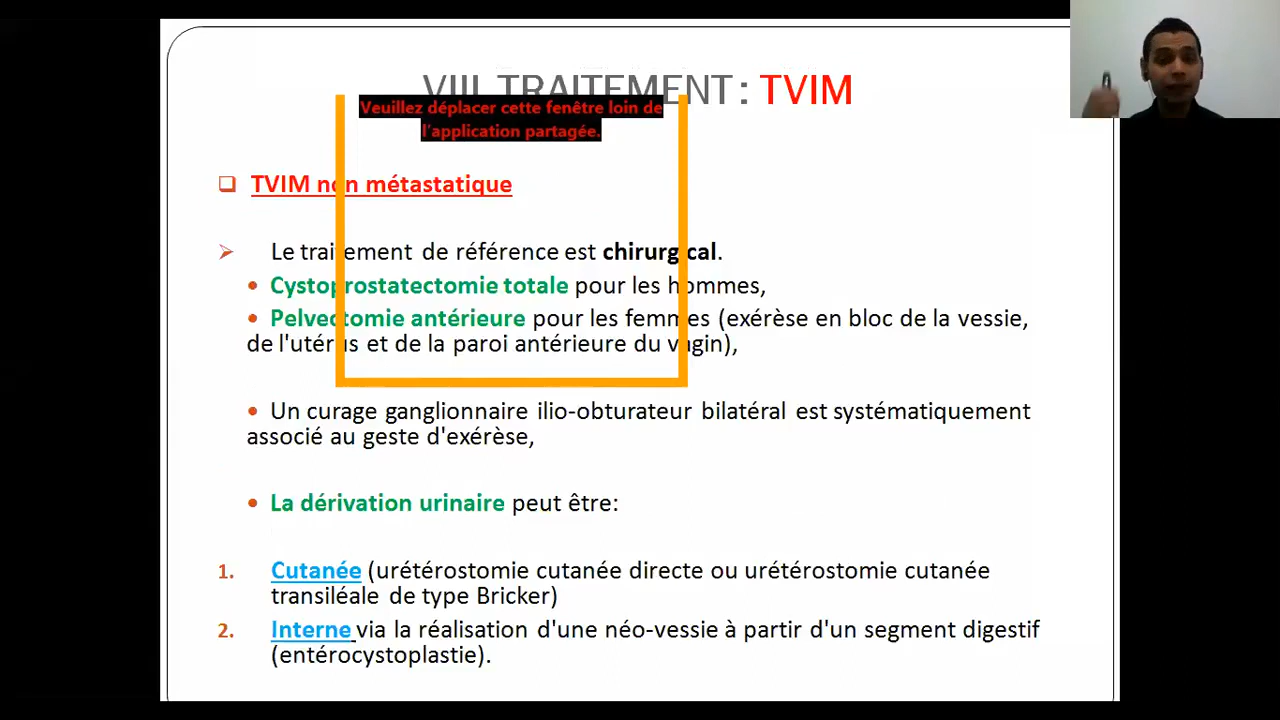 VIII. TRAITEMENT : TVIM
Veuillez déplacer cette fenêtre loin de
l'application partagée.
TVIM non métastatique
Le traitement de référence est chirurgical.
• Cystoprostatectomie totale pour les hommes,
• Pelvectomie antérieure pour les femmes (exérèse en bloc de la vessie,
de l'utérus et de la paroi antérieure du vagin),
• Un curage ganglionnaire ilio-obturateur bilatéral est systématiquement
associé au geste d'exérèse,
• La dérivation urinaire peut être:
1. Cutanée (urétérostomie cutanée directe ou urétérostomie cutanée
transiléale de type Bricker)
2. Interne via la réalisation d'une néo-vessie à partir d'un segment digestif
(entérocystoplastie).